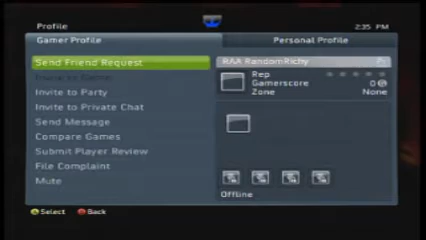 Profile
2:35 PM
Gamer Profile
Personal Profile
Send Friend Request
RAA RandomRichy
Invite to Game
Rep
Invite to Party
Gamerscore
0 G
Zone
None
Invite to Private Chat
Send Message
Compare Games
Submit Player Review
File Complaint
Mute
Offline
A Select
B Back